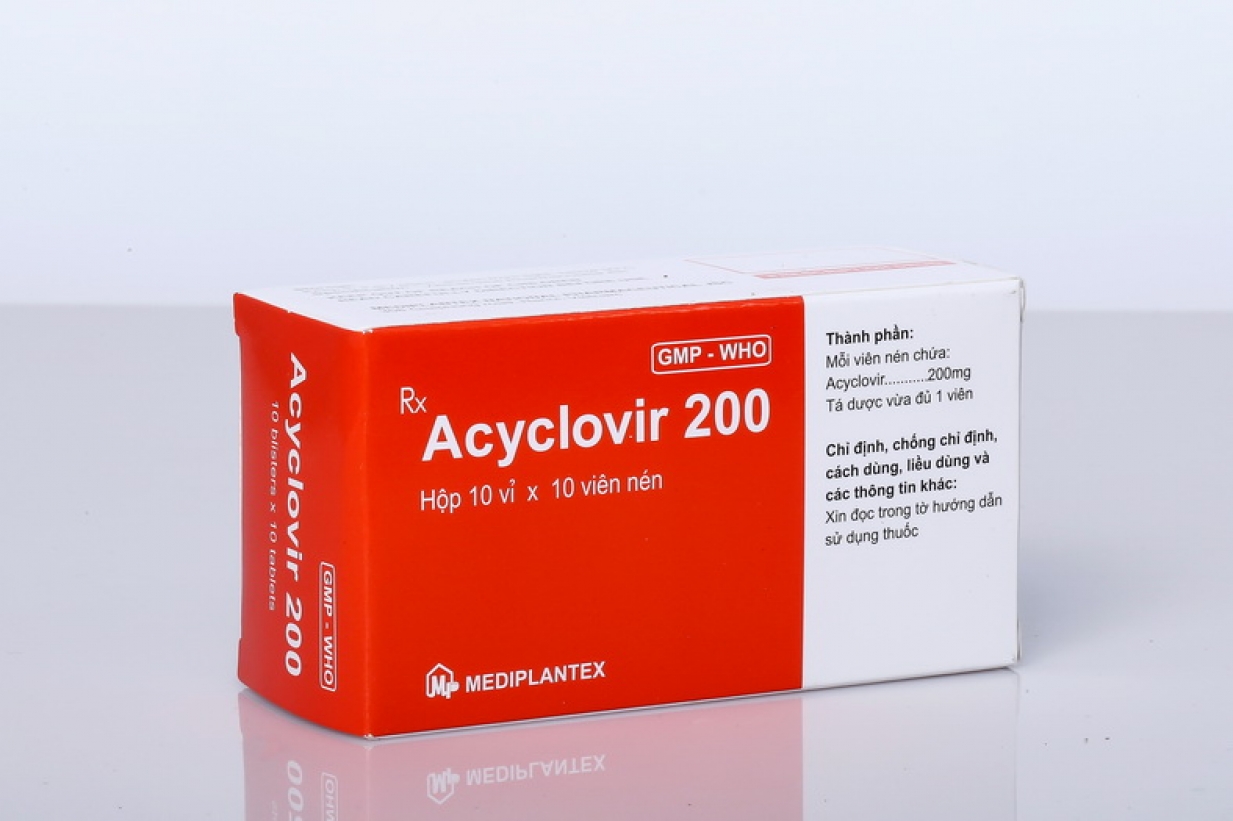 GMP - WHO
Rx
Acyclovir 200
Hộp 10 vỉ x 10 viên nén
MEDIPLANTEX
Thành phần:
Mỗi viên nén chứa:
Acyclovir..........200mg
Tá dược vừa đủ 1 viên
Chỉ định, chống chỉ định,
cách dùng, liều dùng và
các thông tin khác:
Xin đọc trong tờ hướng dẫn
sử dụng thuốc
Acyclovir 200
10 blisters x 10 tablets
GMP - WHO